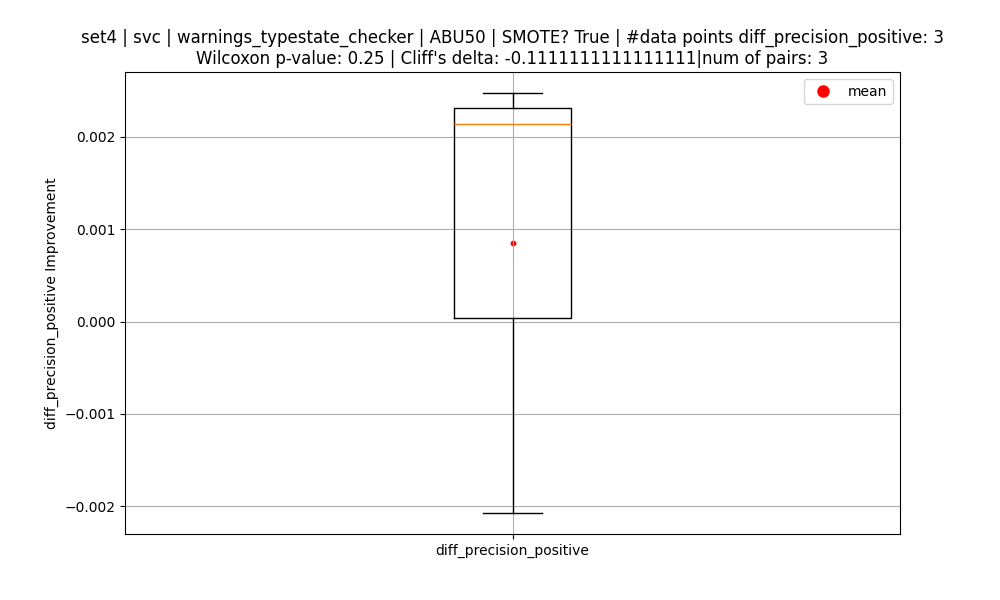 set4 | svc | warnings_typestate_checker | ABU50 | SMOTE? True | #data points diff_precision_positive: 3
Wilcoxon p-value: 0.25 | Cliff's delta: -0.1111111111111111|num of pairs: 3
mean
diff_precision_positive Improvement
0.002
0.001
0.000
−0.001
−0.002
diff_precision_positive